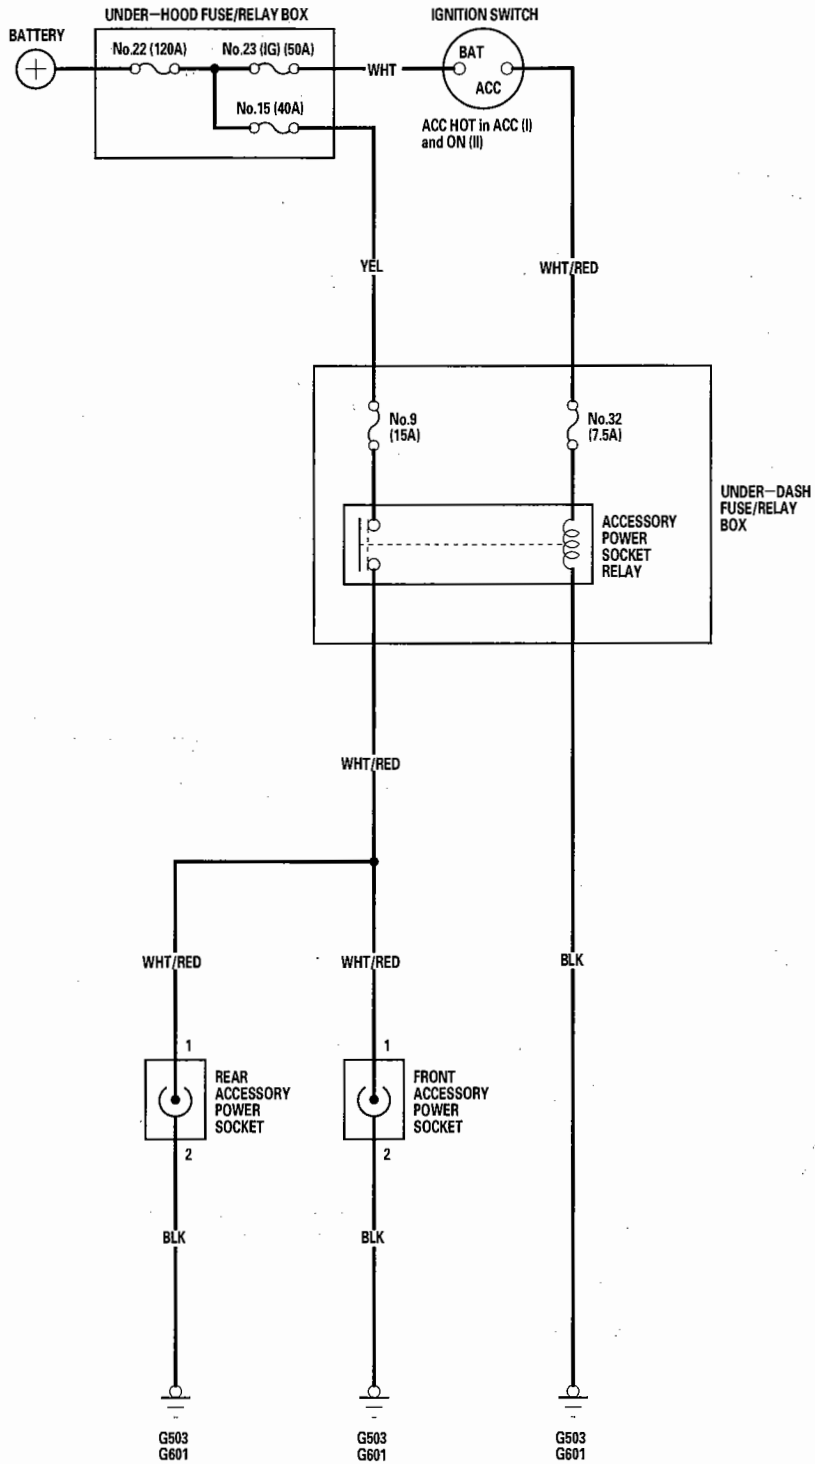 UNDER-HOOD FUSE/RELAY BOX
IGNITION SWITCH
BATTERY
No.22 (120A)
No.23 (IG) (50A)
WHT
BAT
ACC
No.15 (40A)
ACC HOT in ACC (I)
and ON (II)
YEL
WHT/RED
No.9
(15A)
No.32
(7.5A)
UNDER-DASH
FUSE/RELAY
BOX
ACCESSORY
POWER
SOCKET
RELAY
WHT/RED
WHT/RED
WHT/RED
BLK
1
1
REAR
ACCESSORY
POWER
SOCKET
FRONT
ACCESSORY
POWER
SOCKET
2
2
BLK
BLK
G503
G601
G503
G601
G503
G601